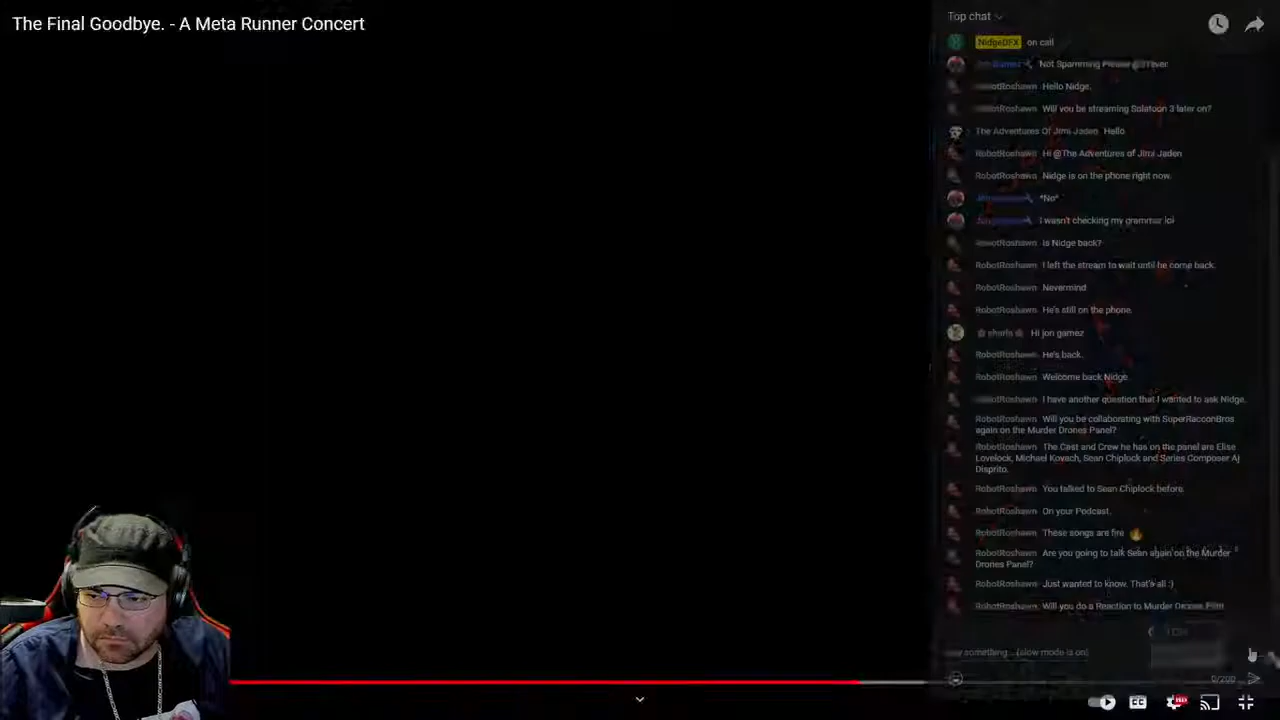 The Final Goodbye. - A Meta Runner Concert
Top chat
NidgeDFX on call
Not Spamming Please
RobotRoshawn Hello Nidge.
Will you be streaming Splatoon 3 later on?
The Adventures Of Jimi Jaden Hello
RobotRoshawn Hi @The Adventures of Jimi Jaden
RobotRoshawn Nidge is on the phone right now.
*No*
I wasn't checking my grammar lol
RobotRoshawn Is Nidge back?
RobotRoshawn I left the stream to wait until he come back.
RobotRoshawn Nevermind
RobotRoshawn He's still on the phone.
Hi jon gamez
RobotRoshawn He's back.
RobotRoshawn Welcome back Nidge.
RobotRoshawn I have another question that I wanted to ask Nidge.
RobotRoshawn Will you be collaborating with SuperRacconBros
again on the Murder Drones Panel?
RobotRoshawn The Cast and Crew he has on the panel are Elise
Lovelock, Michael Kovach, Sean Chiplock and Series Composer Aj
Disprito.
RobotRoshawn You talked to Sean Chiplock before.
RobotRoshawn On your Podcast.
RobotRoshawn These songs are fire 🔥
RobotRoshawn Are you going to talk Sean again on the Murder
Drones Panel?
RobotRoshawn Just wanted to know. That's all :)
RobotRoshawn Will you do a Reaction to Murder Drones
something... (slow mode is on)
0/200
CC HD